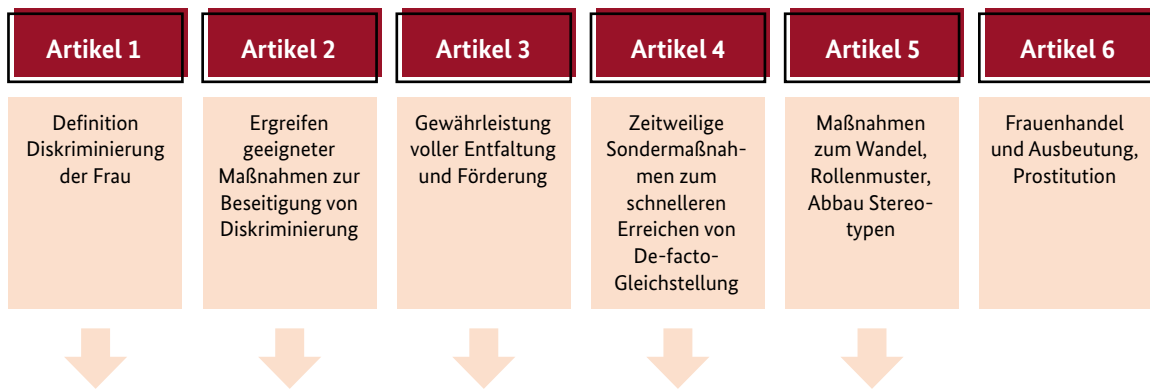 Artikel 1
Definition
Diskriminierung
der Frau
Artikel 2
Ergreifen
geeigneter
Maßnahmen zur
Beseitigung von
Diskriminierung
Artikel 3
Gewährleistung
voller Entfaltung
und Förderung
Artikel 4
Zeitweilige
Sondermaßnah-
men zum
schnelleren
Erreichen von
De-facto-
Gleichstellung
Artikel 5
Maßnahmen
zum Wandel,
Rollenmuster,
Abbau Stereo-
typen
Artikel 6
Frauenhandel
und Ausbeutung,
Prostitution